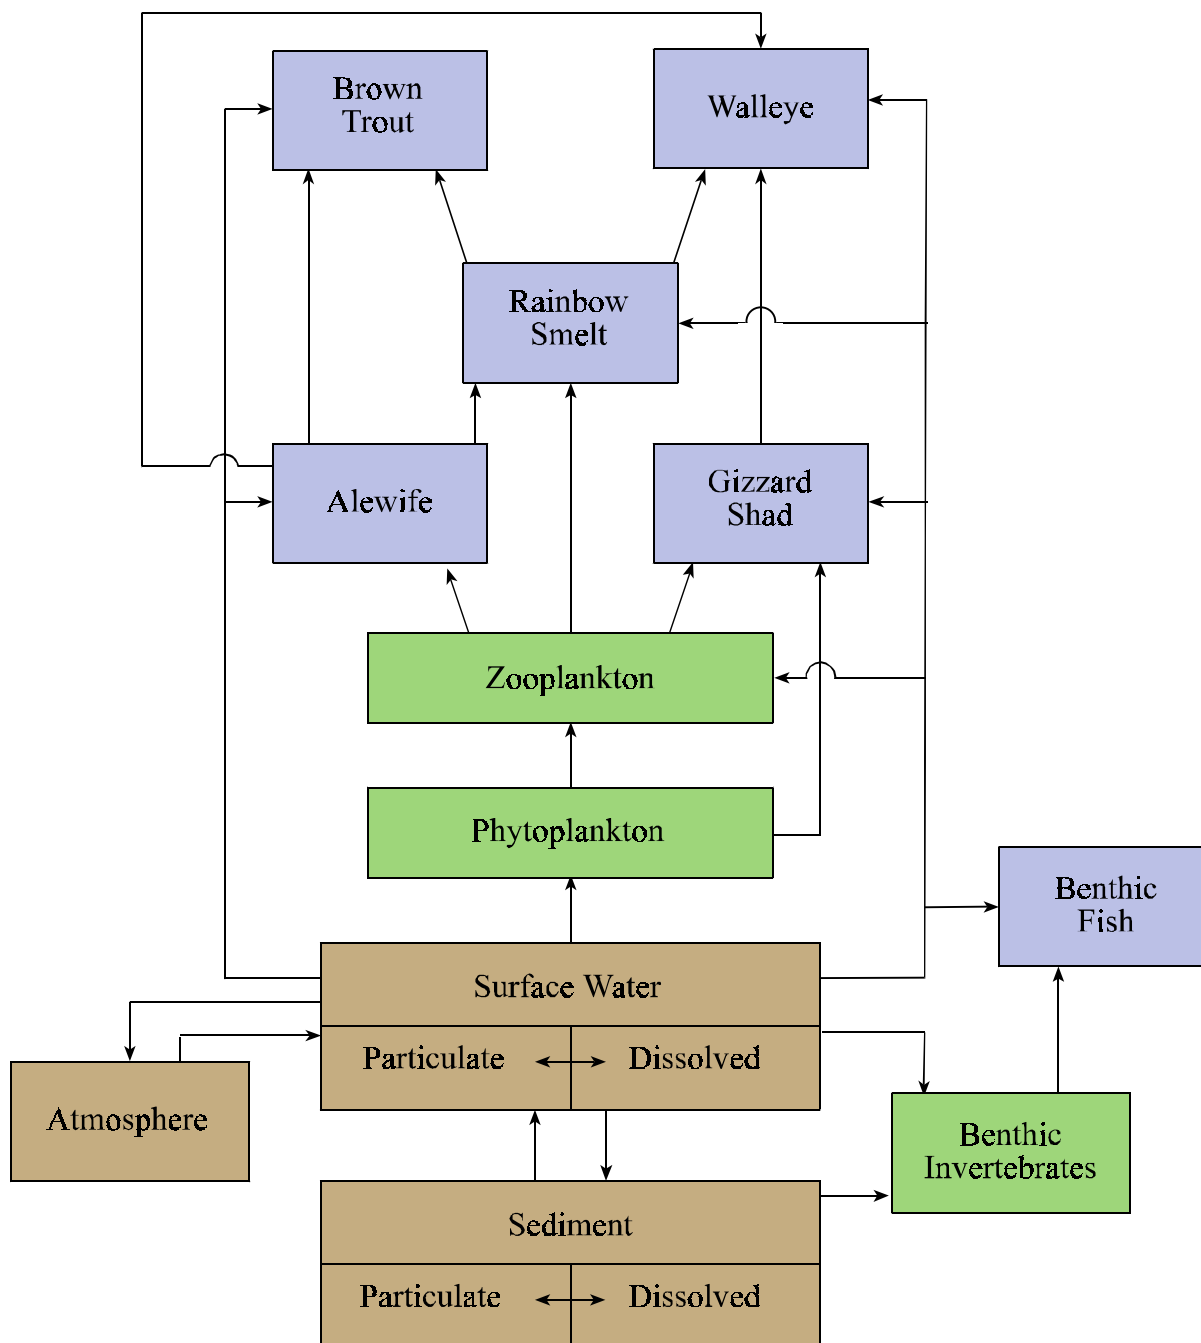 Brown
Trout
Walleye
Rainbow
Smelt
Alewife
Gizzard
Shad
Zooplankton
Phytoplankton
Benthic
Fish
Surface Water
Particulate
Dissolved
Atmosphere
Benthic
Invertebrates
Sediment
Particulate
Dissolved